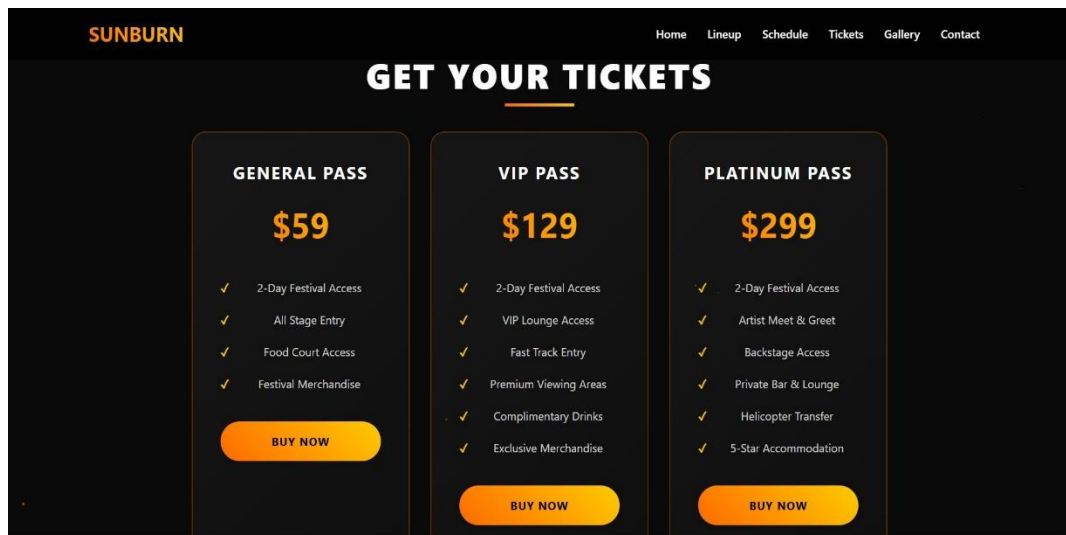 SUNBURN
Home Lineup Schedule Tickets Gallery Contact
GET YOUR TICKETS
GENERAL PASS
$59
✓ 2-Day Festival Access
✓ All Stage Entry
✓ Food Court Access
✓ Festival Merchandise
BUY NOW
VIP PASS
$129
✓ 2-Day Festival Access
✓ VIP Lounge Access
✓ Fast Track Entry
✓ Premium Viewing Areas
✓ Complimentary Drinks
✓ Exclusive Merchandise
BUY NOW
PLATINUM PASS
$299
✓ 2-Day Festival Access
✓ Artist Meet & Greet
✓ Backstage Access
✓ Private Bar & Lounge
✓ Helicopter Transfer
✓ 5-Star Accommodation
BUY NOW